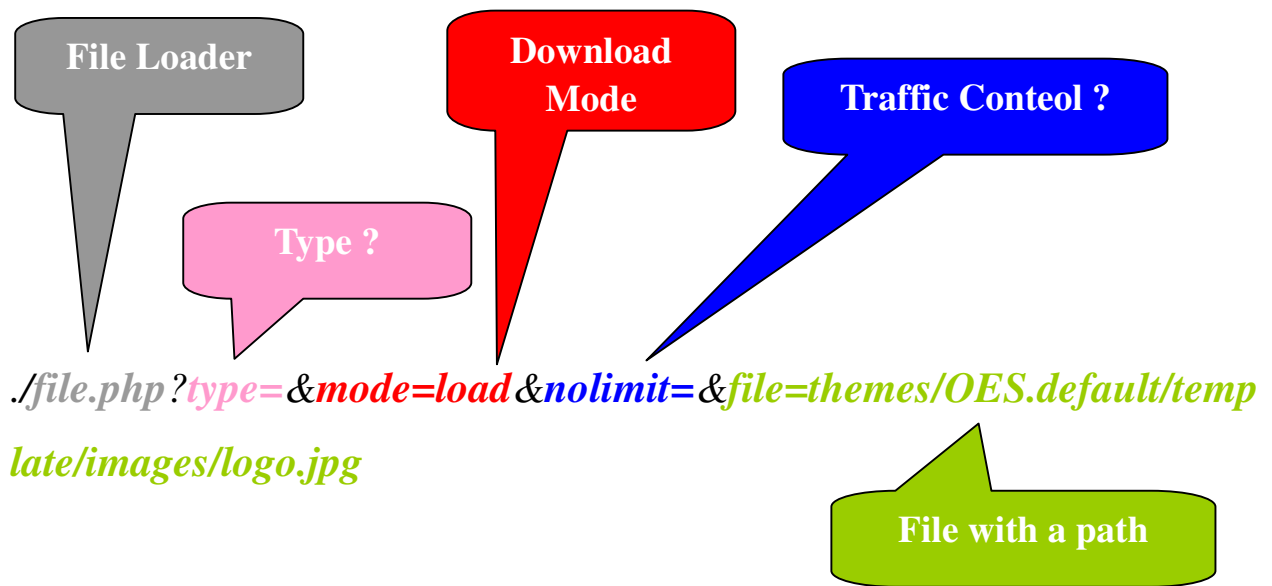 File Loader
Download
Mode
Traffic Conteol ?
Type ?
./file.php?type=&mode=load&nolimit=&file=themes/OES.default/temp
late/images/logo.jpg
File with a path